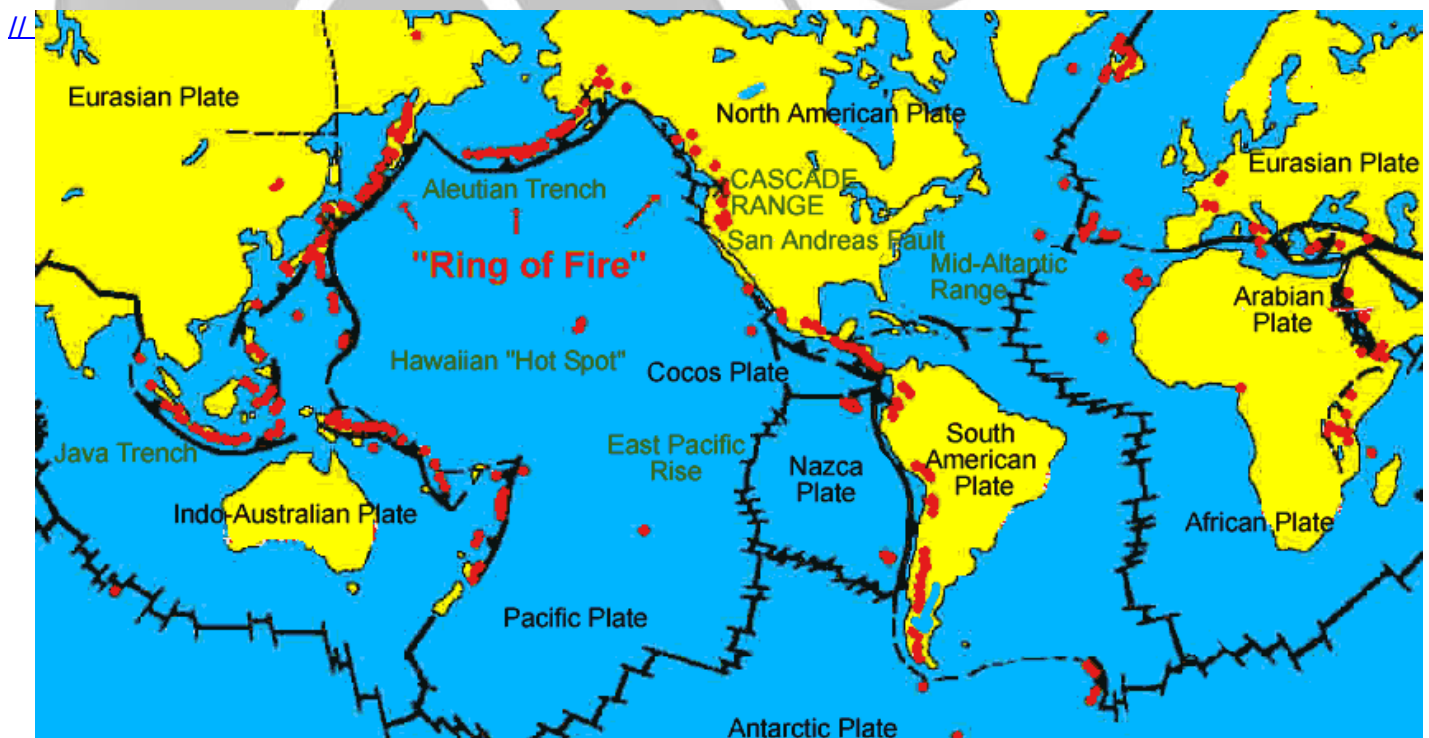 //
Eurasian Plate
North American Plate
Eurasian Plate
Aleutian Trench
CASCADE
RANGE
San Andreas Fault
"Ring of Fire"
Mid-Altantic
Range
Arabian
Plate
Hawaiian "Hot Spot"
Cocos Plate
Java Trench
East Pacific
Rise
South
American
Plate
Nazca
Plate
Indo-Australian Plate
African Plate
Pacific Plate
Antarctic Plate